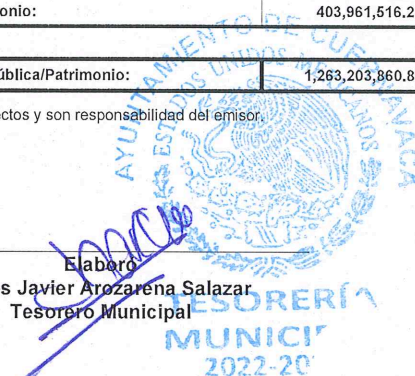 onio: 403,961,516.2
ública/Patrimonio: 1,263,203,860.8
ctos y son responsabilidad del emisor.
AYUNTAMIENTO DE CUERNAVACA
ESTADOS UNIDOS MEXICANOS
Elaboró
s Javier Arozarena Salazar
Tesorero Municipal
TESORERÍA
MUNICI
2022-20